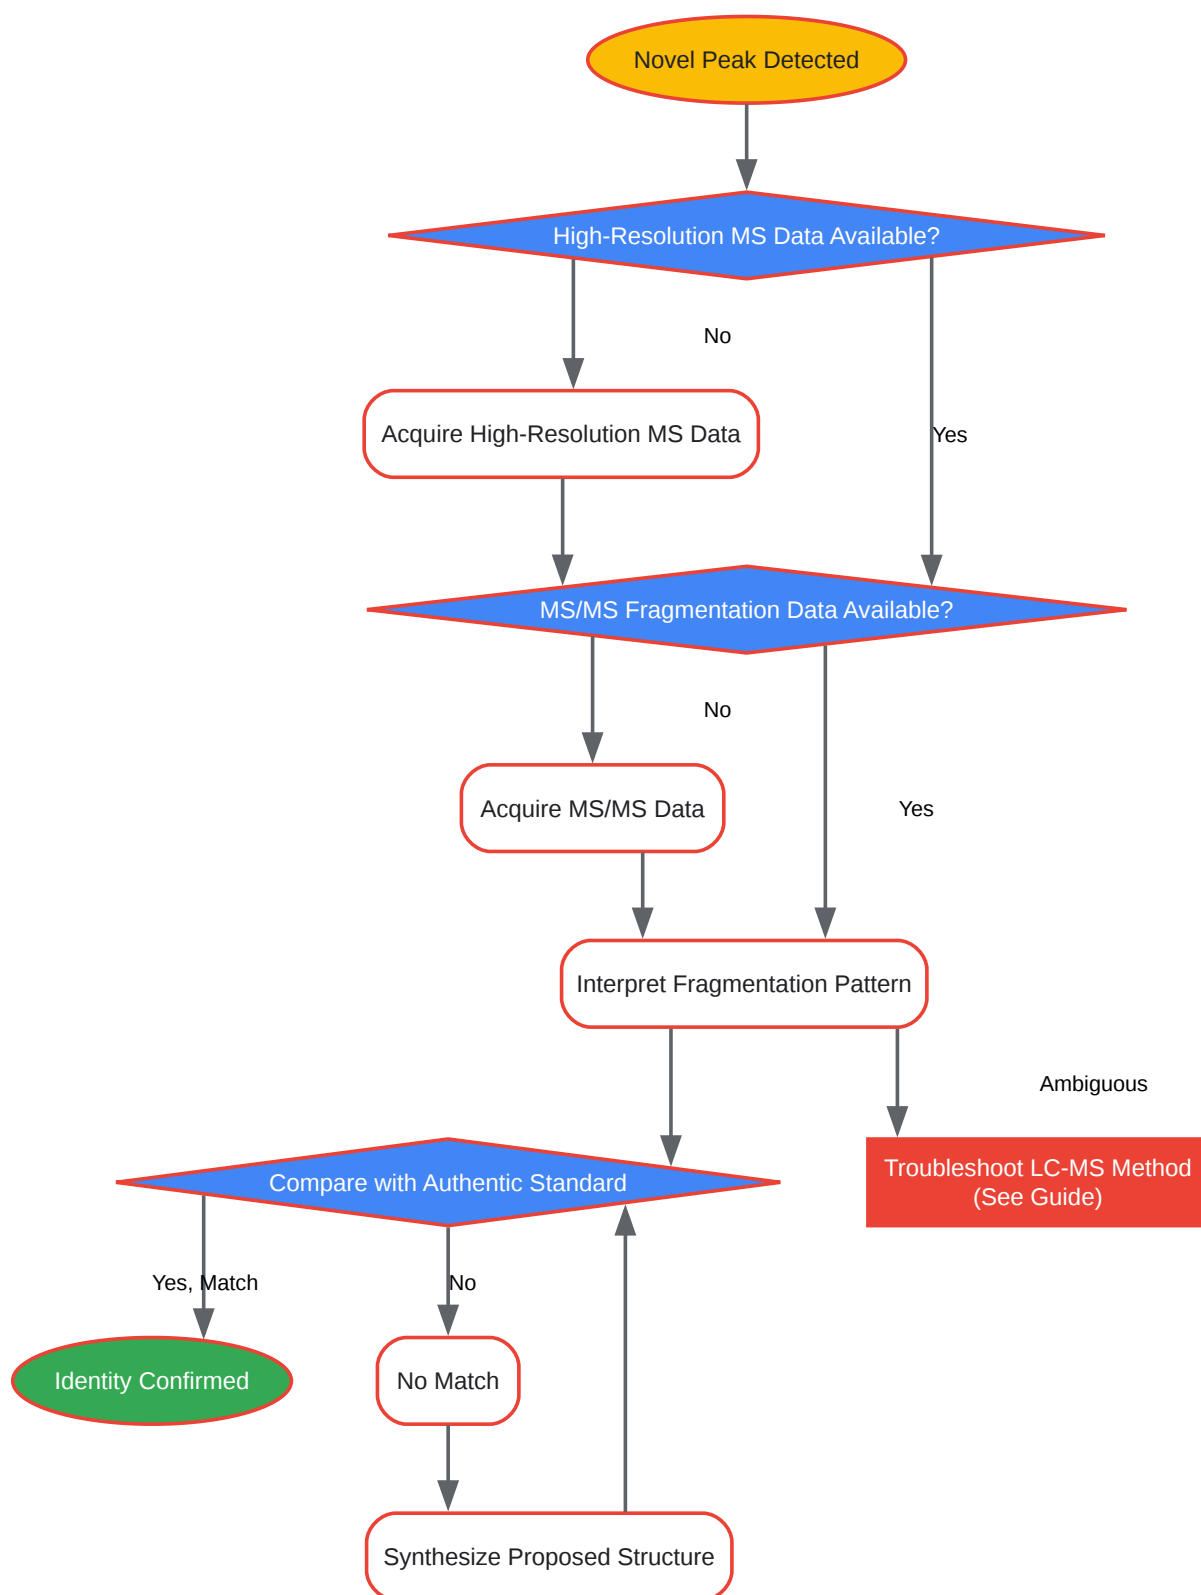 Novel Peak Detected
High-Resolution MS Data Available?
No
Acquire High-Resolution MS Data
Yes
MS/MS Fragmentation Data Available?
No
Acquire MS/MS Data
Yes
Interpret Fragmentation Pattern
Ambiguous
Compare with Authentic Standard
Troubleshoot LC-MS Method
(See Guide)
Yes, Match
No
Identity Confirmed
No Match
Synthesize Proposed Structure